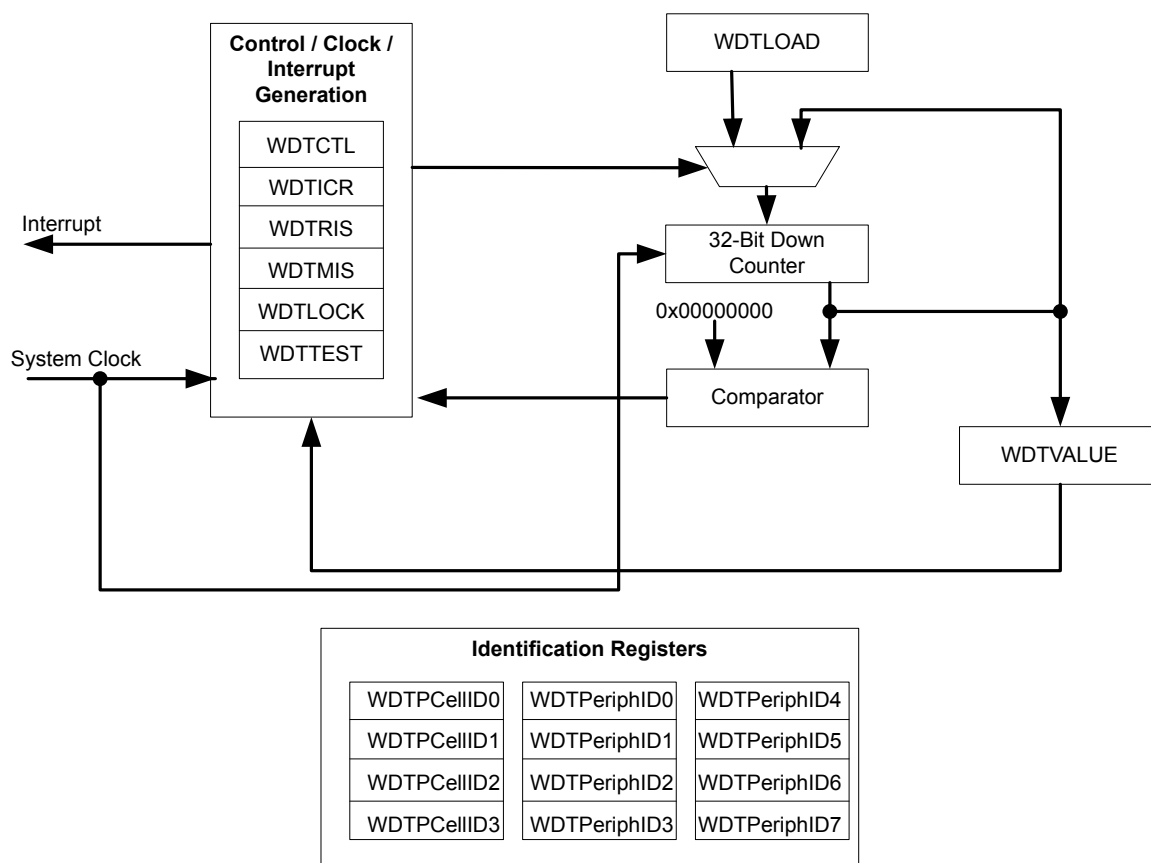 Control / Clock /
Interrupt
Generation
WDTCTL
WDTICR
WDTRIS
WDTMIS
WDTLOCK
WDTTEST
Interrupt
System Clock
WDTLOAD
32-Bit Down
Counter
0x00000000
Comparator
WDTVALUE
Identification Registers
WDTPCellID0
WDTPCellID1
WDTPCellID2
WDTPCellID3
WDTPeriphID0
WDTPeriphID1
WDTPeriphID2
WDTPeriphID3
WDTPeriphID4
WDTPeriphID5
WDTPeriphID6
WDTPeriphID7